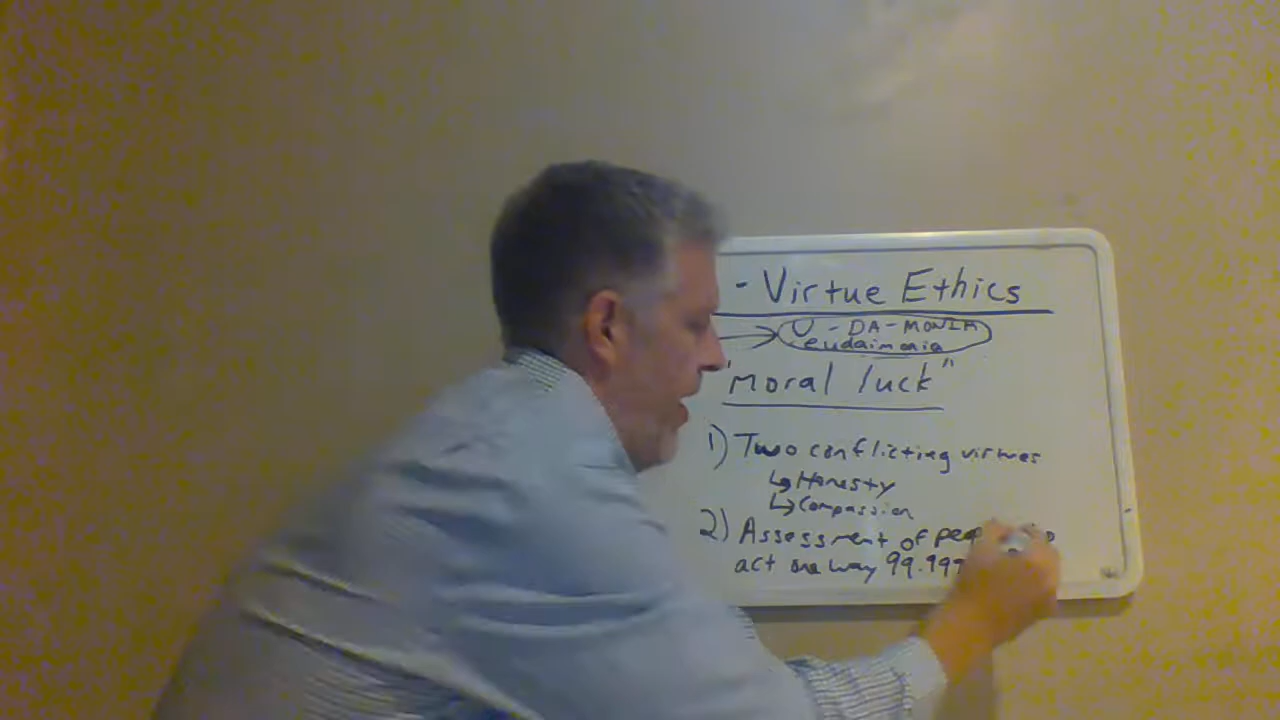 - Virtue Ethics
U - DA - MONIA
eudaimonia
"moral luck"
1) Two conflicting virtues
↳ Honesty
↳ Compassion
2) Assessment of
act one way 99.999